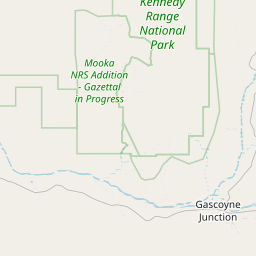 Kennedy
Range
National
Park
Mooka
NRS Addition
- Gazettal
in Progress
Gascoyne
Junction